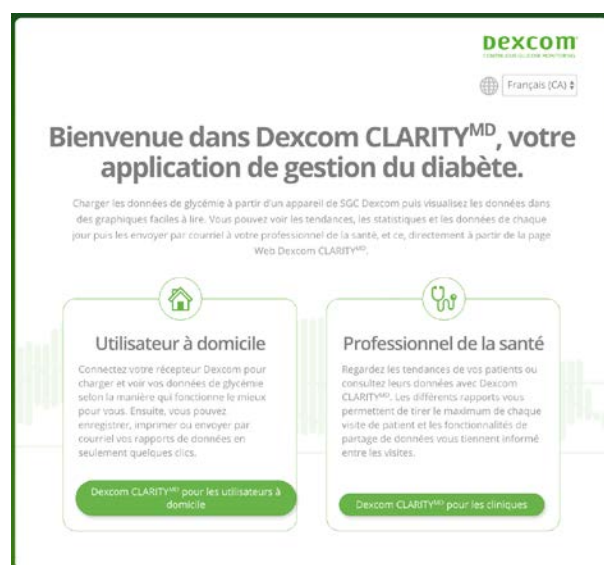 Dexcom
CONTINUOUS GLUCOSE MONITORING
Français (CA)
Bienvenue dans Dexcom CLARITYᴹᴰ, votre
application de gestion du diabète.
Charger les données de glycémie à partir d'un appareil de SGC Dexcom puis visualisez les données dans
des graphiques faciles à lire. Vous pouvez voir les tendances, les statistiques et les données de chaque
jour puis les envoyer par courriel à votre professionnel de la santé, et ce, directement à partir de la page
Web Dexcom CLARITYᴹᴰ.
Utilisateur à domicile
Connectez votre récepteur Dexcom pour
charger et voir vos données de glycémie
selon la manière qui fonctionne le mieux
pour vous. Ensuite, vous pouvez
enregistrer, imprimer ou envoyer par
courriel vos rapports de données en
seulement quelques clics.
Dexcom CLARITYᴹᴰ pour les utilisateurs à
domicile
Professionnel de la santé
Regardez les tendances de vos patients ou
consultez leurs données avec Dexcom
CLARITYᴹᴰ. Les différents rapports vous
permettent de tirer le maximum de chaque
visite de patient et les fonctionnalités de
partage de données vous tiennent informé
entre les visites.
Dexcom CLARITYᴹᴰ pour les cliniques